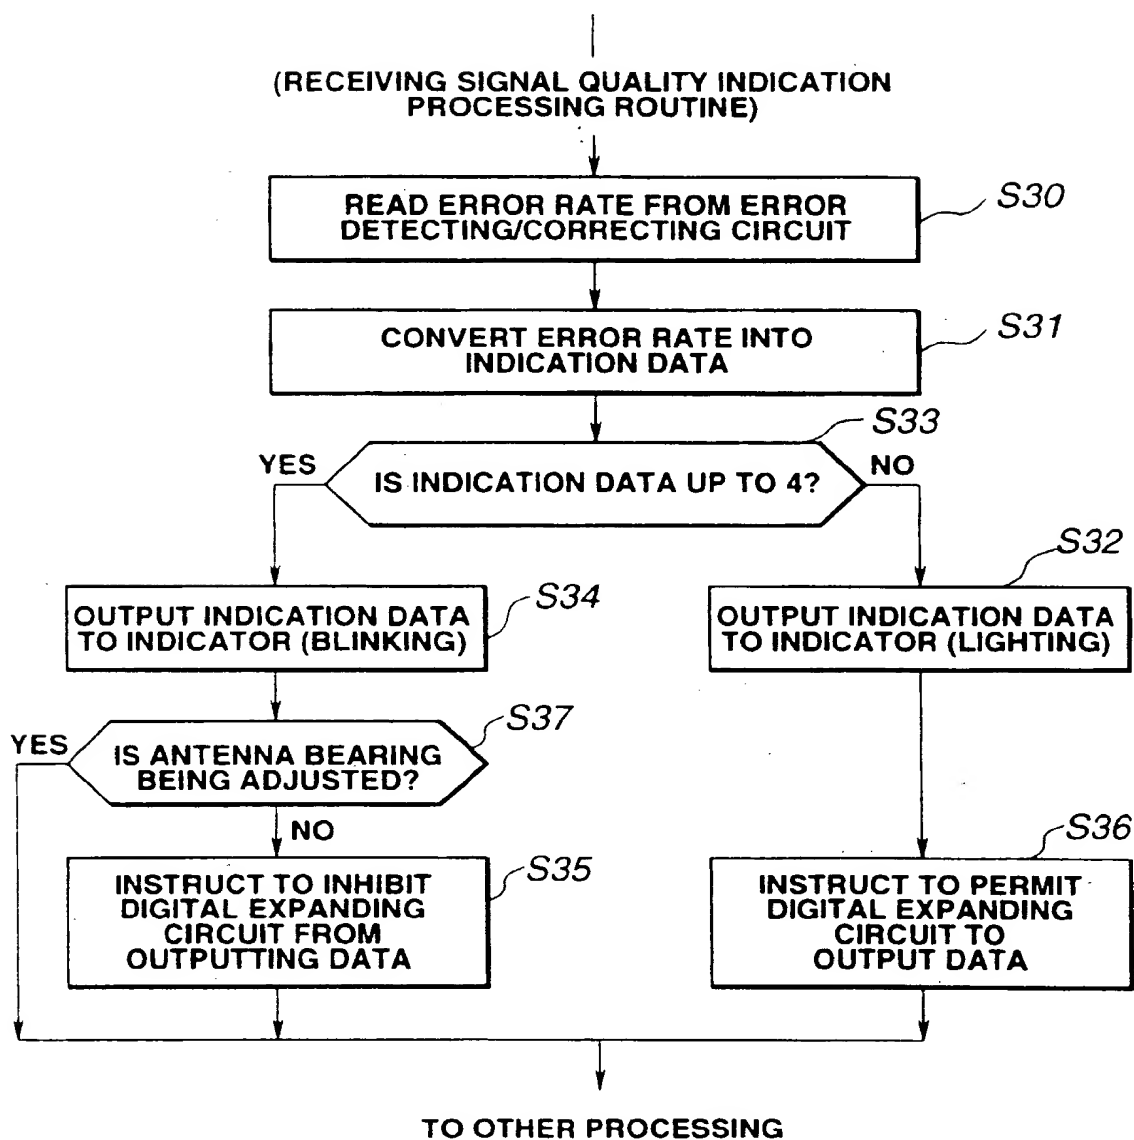 (RECEIVING SIGNAL QUALITY INDICATION
PROCESSING ROUTINE)
READ ERROR RATE FROM ERROR
DETECTING/CORRECTING CIRCUIT
S30
CONVERT ERROR RATE INTO
INDICATION DATA
S31
S33
YES
IS INDICATION DATA UP TO 4?
NO
S32
OUTPUT INDICATION DATA
TO INDICATOR (BLINKING)
S34
OUTPUT INDICATION DATA
TO INDICATOR (LIGHTING)
S37
YES
IS ANTENNA BEARING
BEING ADJUSTED?
NO
S36
INSTRUCT TO INHIBIT
DIGITAL EXPANDING
CIRCUIT FROM
OUTPUTTING DATA
S35
INSTRUCT TO PERMIT
DIGITAL EXPANDING
CIRCUIT TO
OUTPUT DATA
TO OTHER PROCESSING